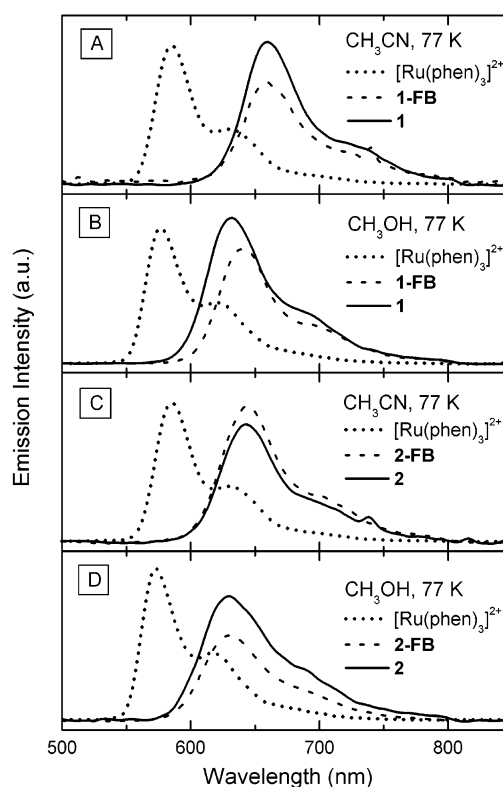 A
CH₃CN, 77 K
[Ru(phen)₃]²⁺
1-FB
1
B
CH₃OH, 77 K
[Ru(phen)₃]²⁺
1-FB
1
C
CH₃CN, 77 K
[Ru(phen)₃]²⁺
2-FB
2
D
CH₃OH, 77 K
[Ru(phen)₃]²⁺
2-FB
2
Emission Intensity (a.u.)
500 600 700 800
Wavelength (nm)